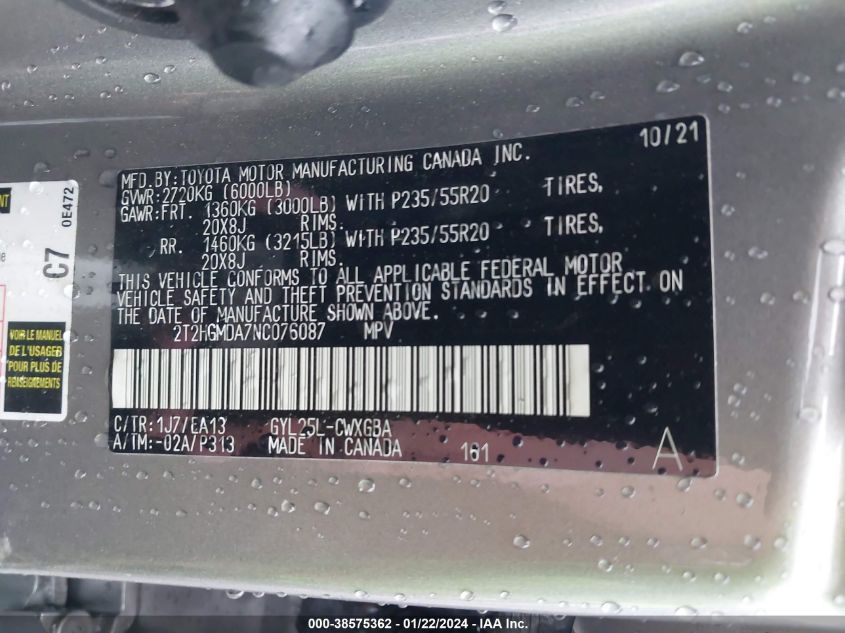 10/21
MFD.BY:TOYOTA MOTOR MANUFACTURING CANADA INC.
GVWR:2720KG (6000LB)
GAWR:FRT. 1360KG (3000LB) WITH P235/55R20 TIRES,
20X8J RIMS.
RR. 1460KG (3215LB) WITH P235/55R20 TIRES,
20X8J RIMS.
THIS VEHICLE CONFORMS TO ALL APPLICABLE FEDERAL MOTOR
VEHICLE SAFETY AND THEFT PREVENTION STANDARDS IN EFFECT ON
THE DATE OF MANUFACTURE SHOWN ABOVE.
2T2HGMDA7NC076087 MPV
C/TR:1J7/EA13 GYL25L-CWXGBA
A/TM:-02A/P313 MADE IN CANADA 161 A
C7 0E472
VOIR LE MANUEL
DE L'USAGER
POUR PLUS DE
RENSEIGNEMENTS
000-38575362 - 01/22/2024 - IAA Inc.